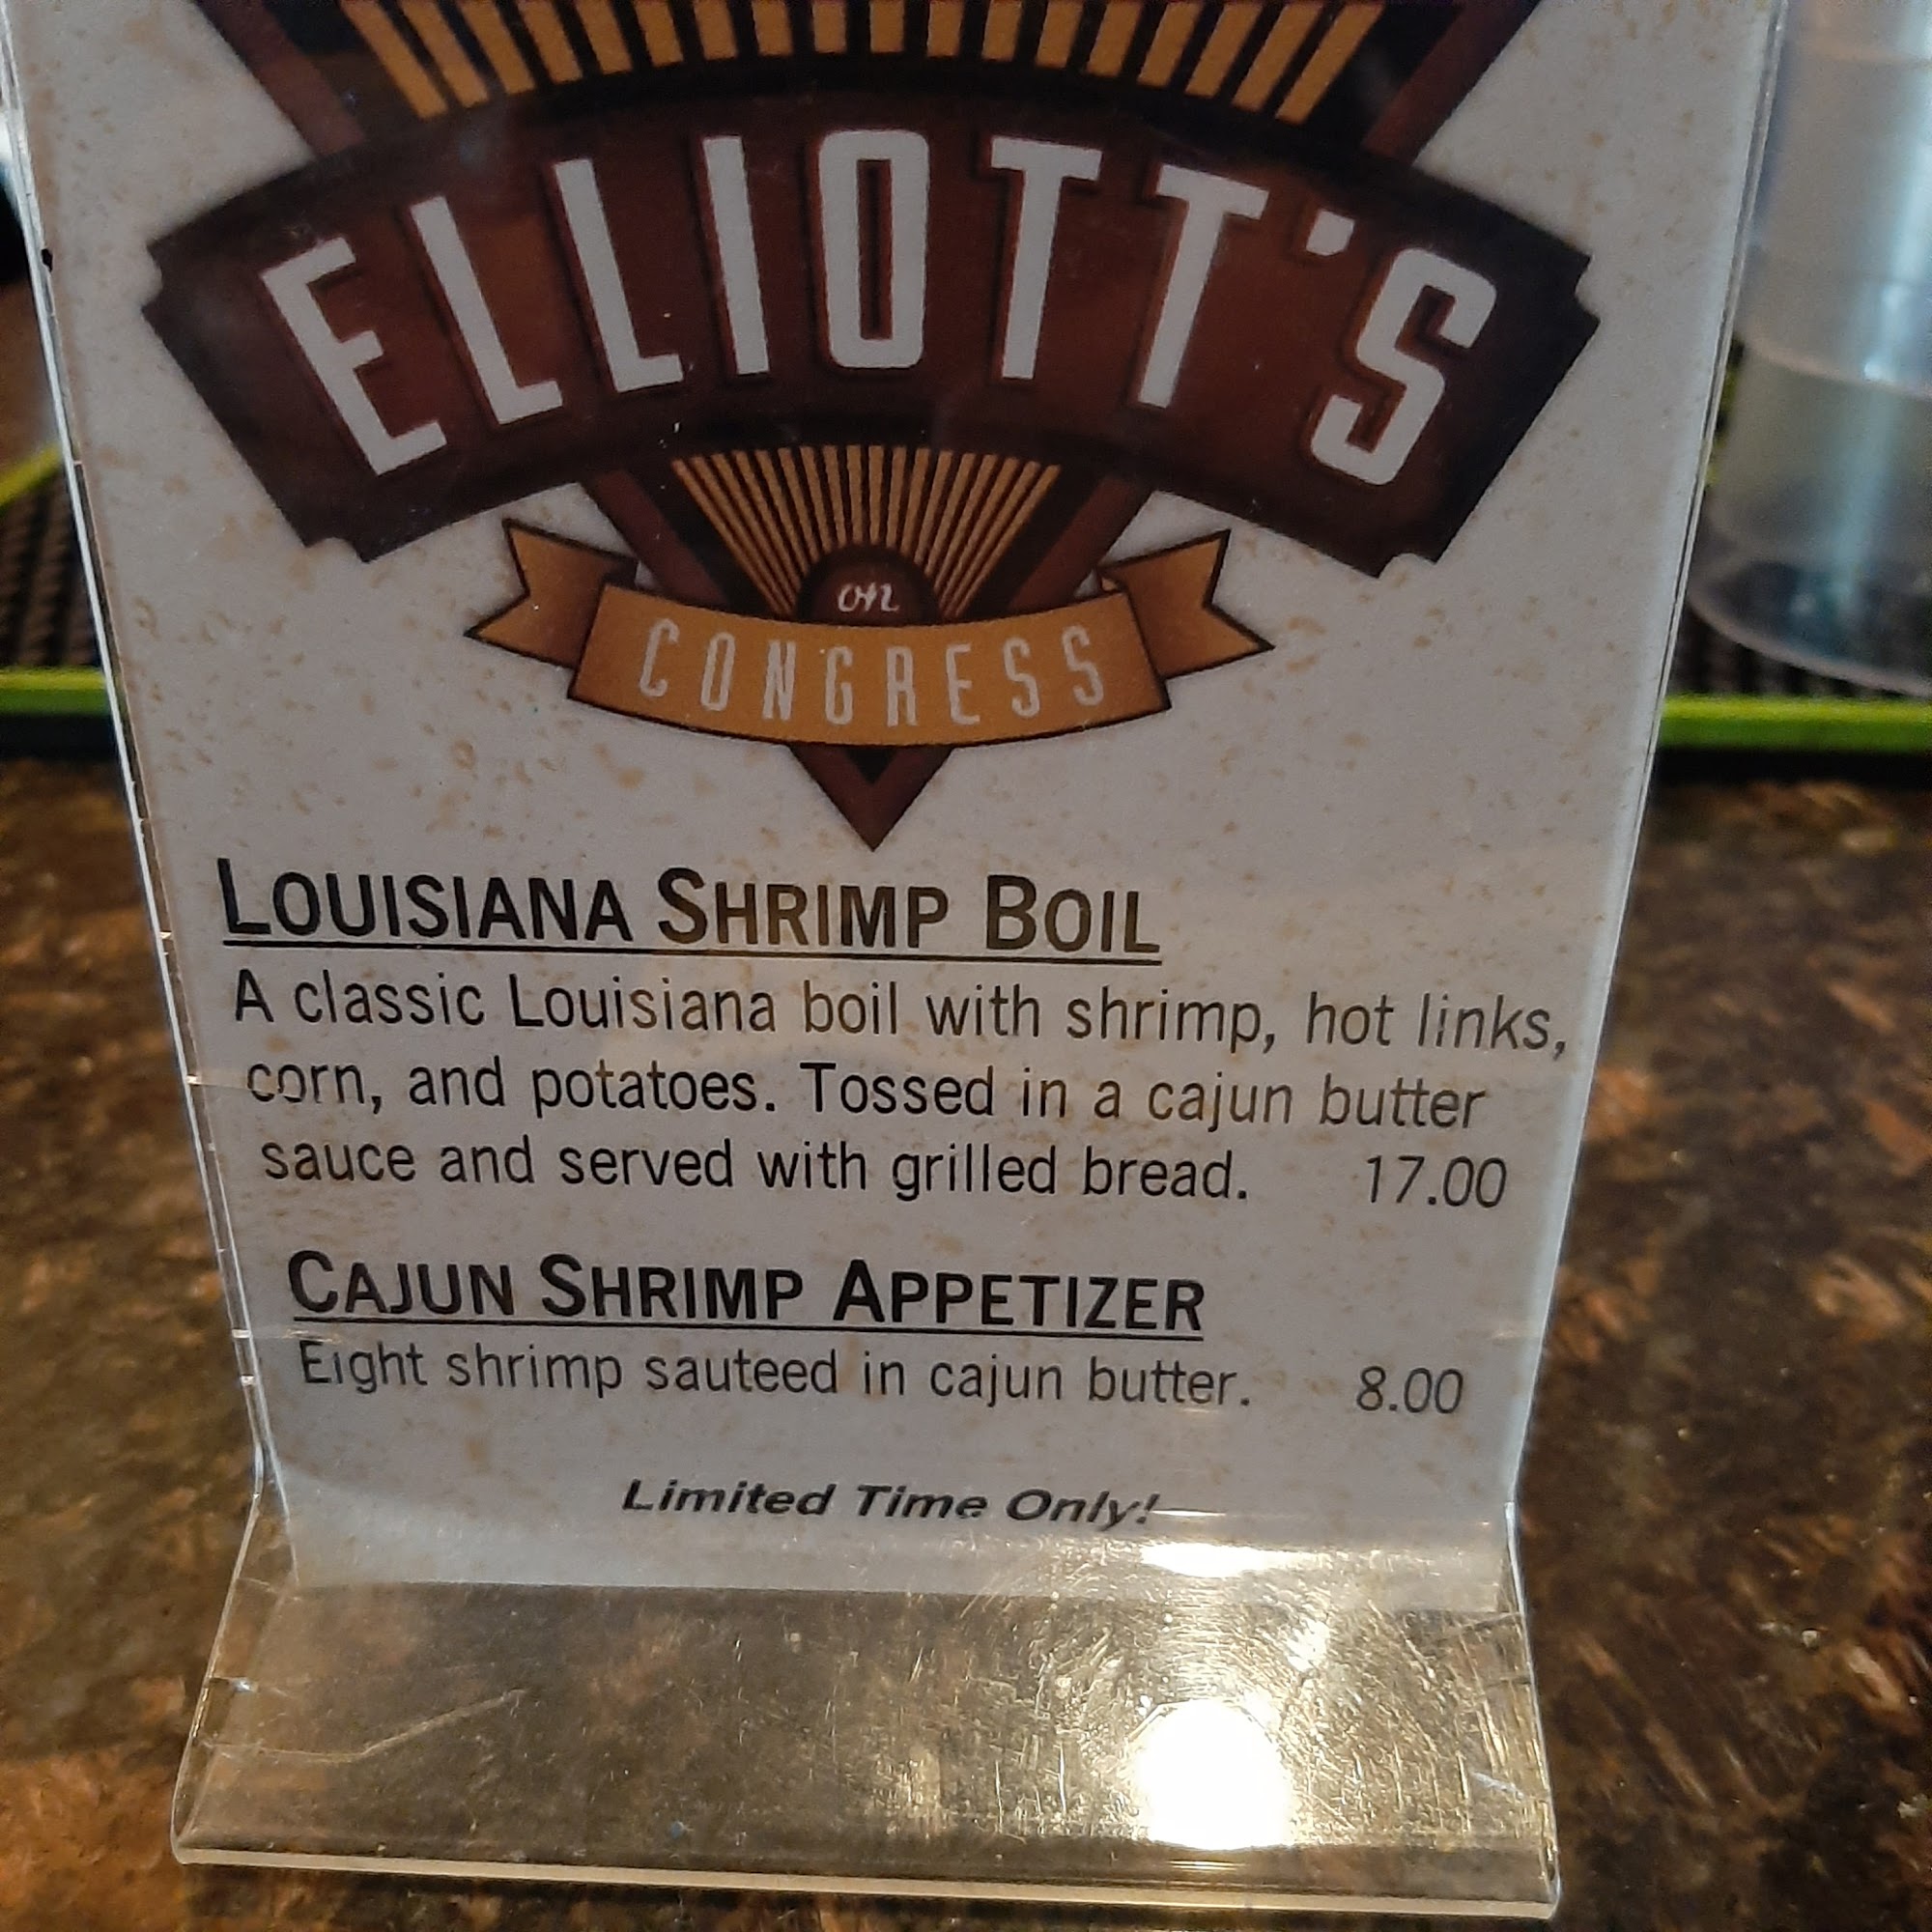 ELLIOTT'S
on
CONGRESS
LOUISIANA SHRIMP BOIL
A classic Louisiana boil with shrimp, hot links,
corn, and potatoes. Tossed in a cajun butter
sauce and served with grilled bread. 17.00
CAJUN SHRIMP APPETIZER
Eight shrimp sauteed in cajun butter. 8.00
Limited Time Only!